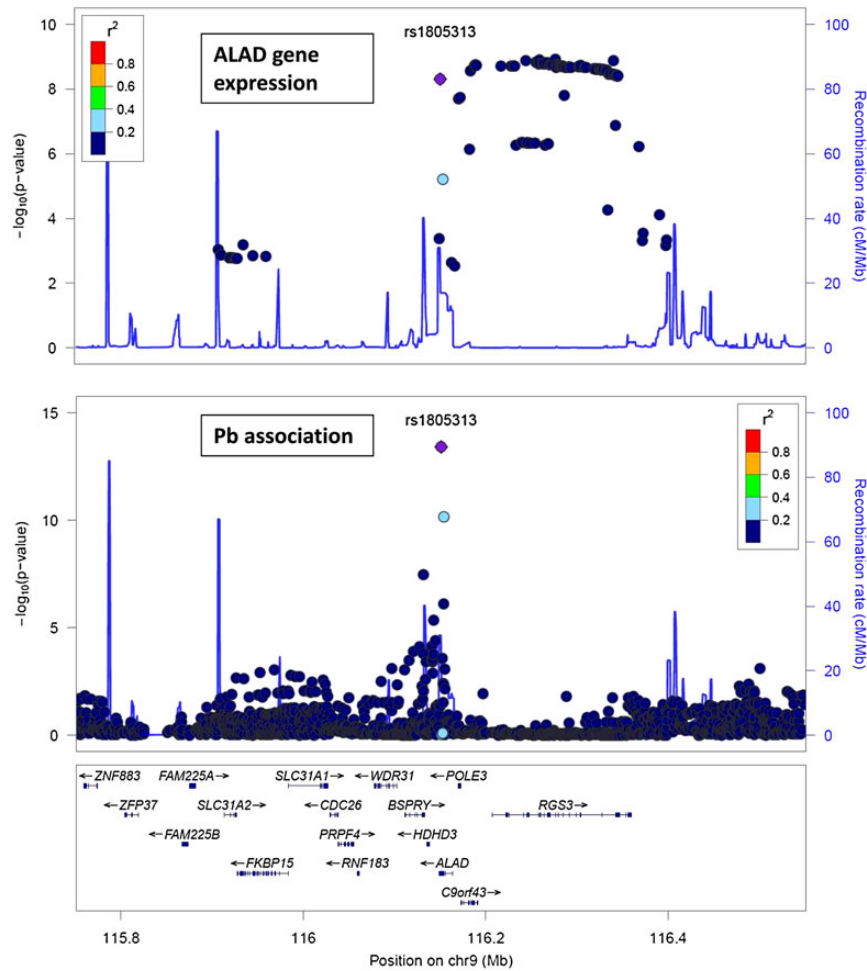 rs1805313
r²
0.8
0.6
0.4
0.2
ALAD gene
expression
10
8
6
4
2
0
−log₁₀(p-value)
100
80
60
40
20
0
Recombination rate (cM/Mb)
rs1805313
Pb association
r²
0.8
0.6
0.4
0.2
15
10
5
0
−log₁₀(p-value)
100
80
60
40
20
0
Recombination rate (cM/Mb)
←ZNF883 FAM225A→ SLC31A1→ ←WDR31 ←POLE3
←ZFP37 SLC31A2→ ←CDC26 BSPRY→ RGS3→
←FAM225B PRPF4→ ←HDHD3
←FKBP15 ←RNF183 ←ALAD
C9orf43→
115.8 116 116.2 116.4
Position on chr9 (Mb)